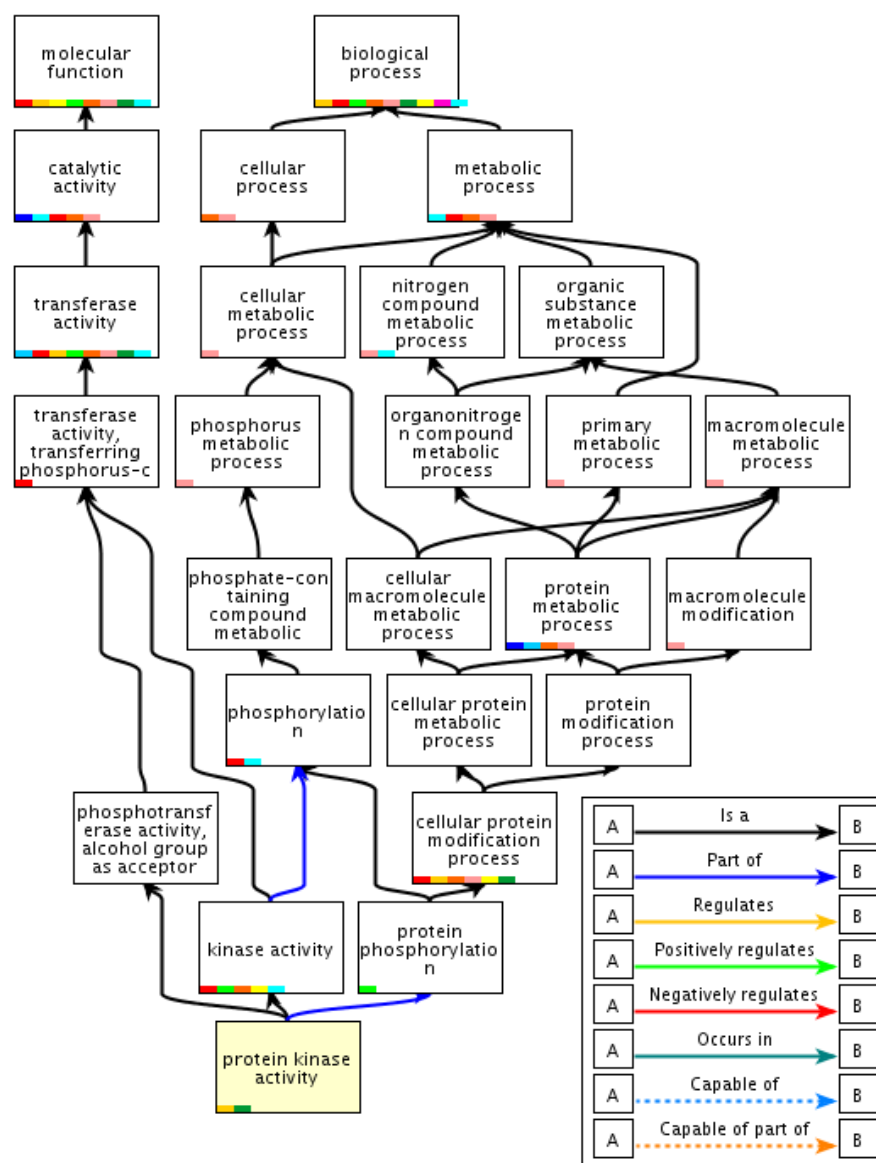 molecular
function
biological
process
catalytic
activity
cellular
process
metabolic
process
transferase
activity
cellular
metabolic
process
nitrogen
compound
metabolic
process
organic
substance
metabolic
process
transferase
activity,
transferring
phosphorus-c
phosphorus
metabolic
process
organonitroge
n compound
metabolic
process
primary
metabolic
process
macromolecule
metabolic
process
phosphate-con
taining
compound
metabolic
cellular
macromolecule
metabolic
process
protein
metabolic
process
macromolecule
modification
phosphorylatio
n
cellular protein
metabolic
process
protein
modification
process
phosphotransf
erase activity,
alcohol group
as acceptor
cellular protein
modification
process
kinase activity
protein
phosphorylatio
n
protein kinase
activity
A Is a B
A Part of B
A Regulates B
A Positively regulates B
A Negatively regulates B
A Occurs in B
A Capable of B
A Capable of part of B